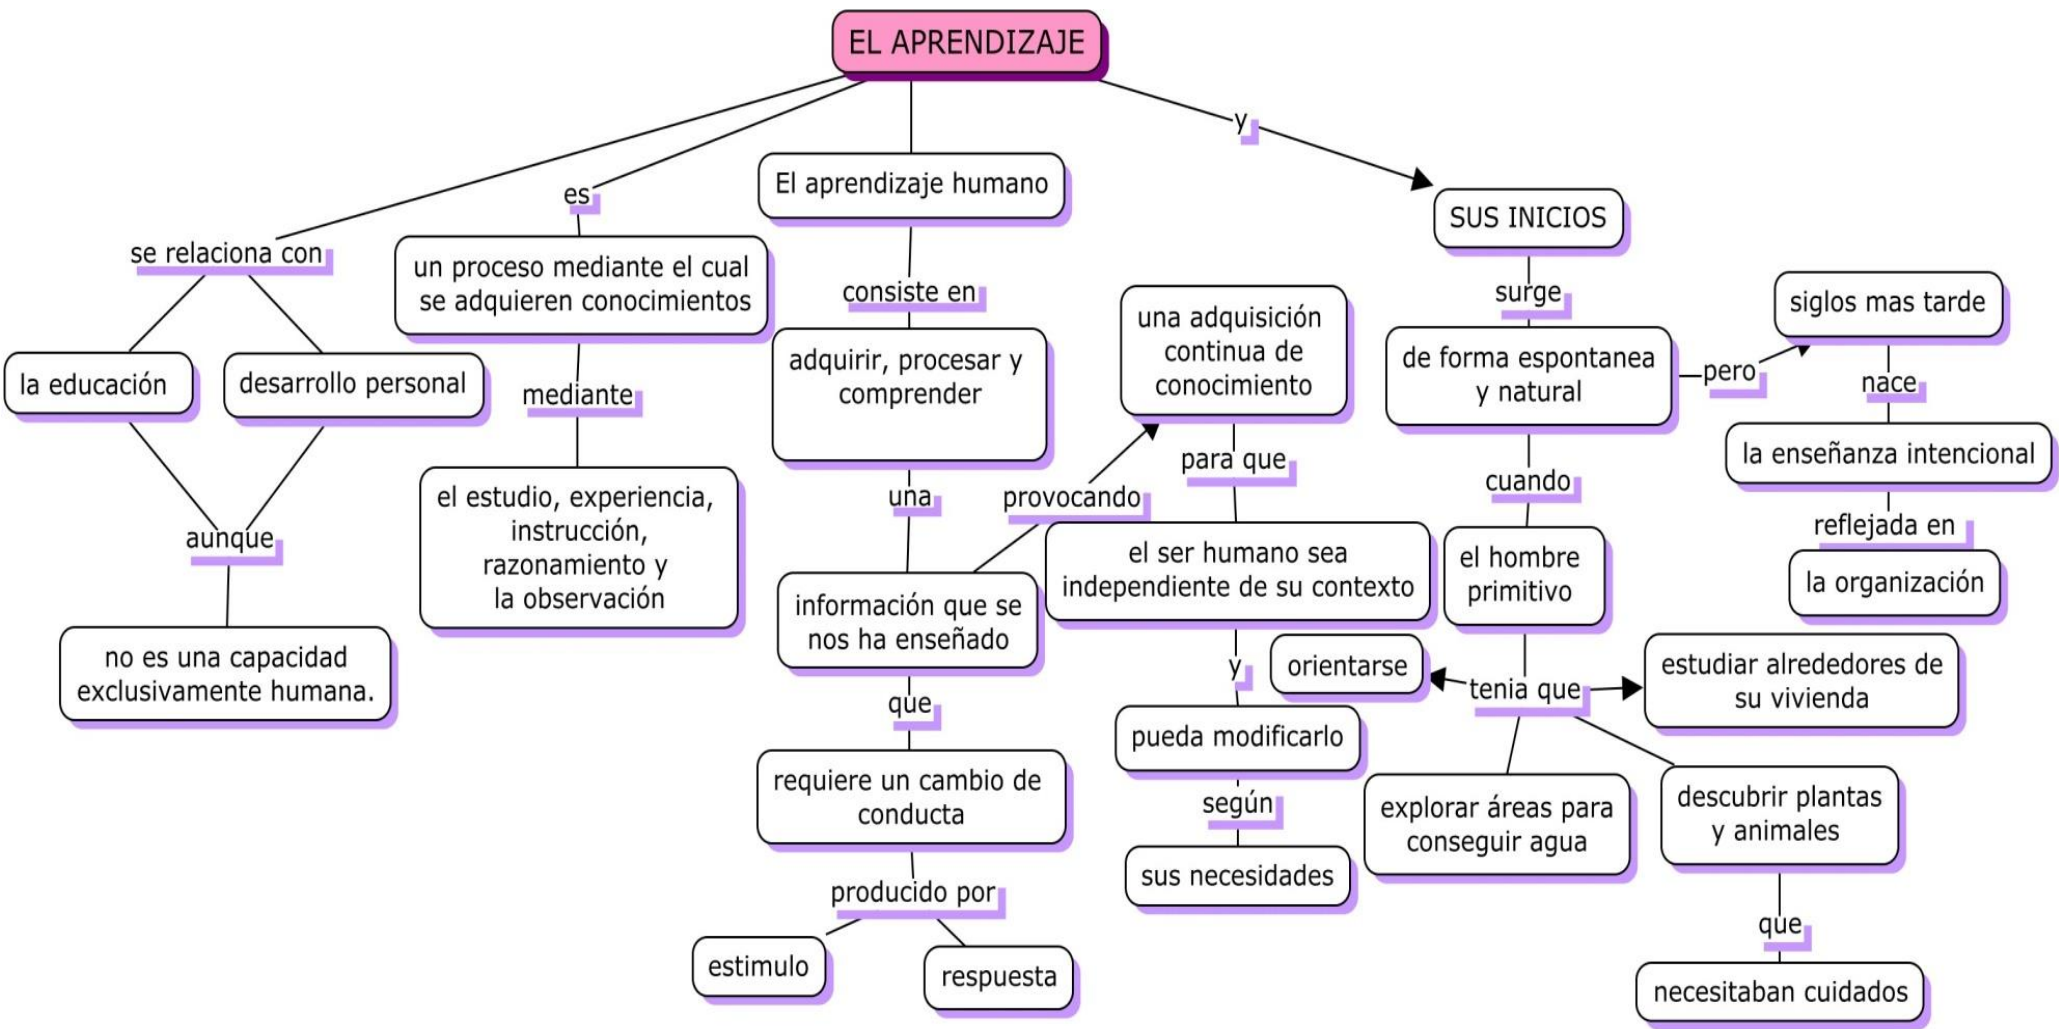 EL APRENDIZAJE
se relaciona con
la educación
desarrollo personal
aunque
no es una capacidad
exclusivamente humana.
es
un proceso mediante el cual
se adquieren conocimientos
mediante
el estudio, experiencia,
instrucción,
razonamiento y
la observación
El aprendizaje humano
consiste en
adquirir, procesar y
comprender
una
información que se
nos ha enseñado
que
requiere un cambio de
conducta
producido por
estimulo
respuesta
provocando
una adquisición
continua de
conocimiento
para que
el ser humano sea
independiente de su contexto
y
pueda modificarlo
según
sus necesidades
y
SUS INICIOS
surge
de forma espontanea
y natural
cuando
el hombre
primitivo
tenia que
orientarse
estudiar alrededores de
su vivienda
explorar áreas para
conseguir agua
descubrir plantas
y animales
que
necesitaban cuidados
pero
siglos mas tarde
nace
la enseñanza intencional
reflejada en
la organización